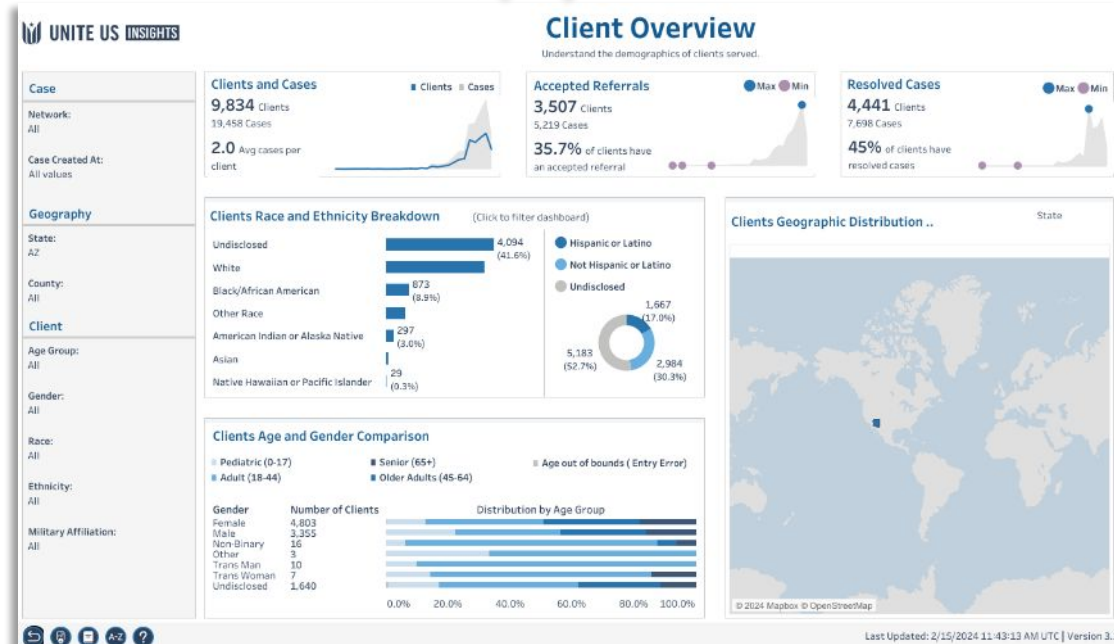 UNITE US INSIGHTS
Client Overview
Understand the demographics of clients served.
Case
Network:
All
Case Created At:
All values
Geography
State:
AZ
County:
All
Client
Age Group:
All
Gender:
All
Race:
All
Ethnicity:
All
Military Affiliation:
All
Clients and Cases
Clients Cases
9,834 Clients
19,458 Cases
2.0 Avg cases per
client
Accepted Referrals
Max Min
3,507 Clients
5,219 Cases
35.7% of clients have
an accepted referral
Resolved Cases
Max Min
4,441 Clients
7,698 Cases
45% of clients have
resolved cases
Clients Race and Ethnicity Breakdown (Click to filter dashboard)
Undisclosed 4,094
(41.6%)
White
Black/African American 873
(8.9%)
Other Race
American Indian or Alaska Native 297
(3.0%)
Asian
Native Hawaiian or Pacific Islander 29
(0.3%)
Hispanic or Latino
Not Hispanic or Latino
Undisclosed
1,667
(17.0%)
5,183
(52.7%)
2,984
(30.3%)
Clients Geographic Distribution ..
State
© 2024 Mapbox © OpenStreetMap
Clients Age and Gender Comparison
Pediatric (0-17) Senior (65+) Age out of bounds ( Entry Error)
Adult (18-44) Older Adults (45-64)
Gender Number of Clients Distribution by Age Group
Female 4,803
Male 3,355
Non-Binary 16
Other 3
Trans Man 10
Trans Woman 7
Undisclosed 1,640
0.0% 20.0% 40.0% 60.0% 80.0% 100.0%
A-Z ?
Last Updated: 2/15/2024 11:43:13 AM UTC | Version 3.